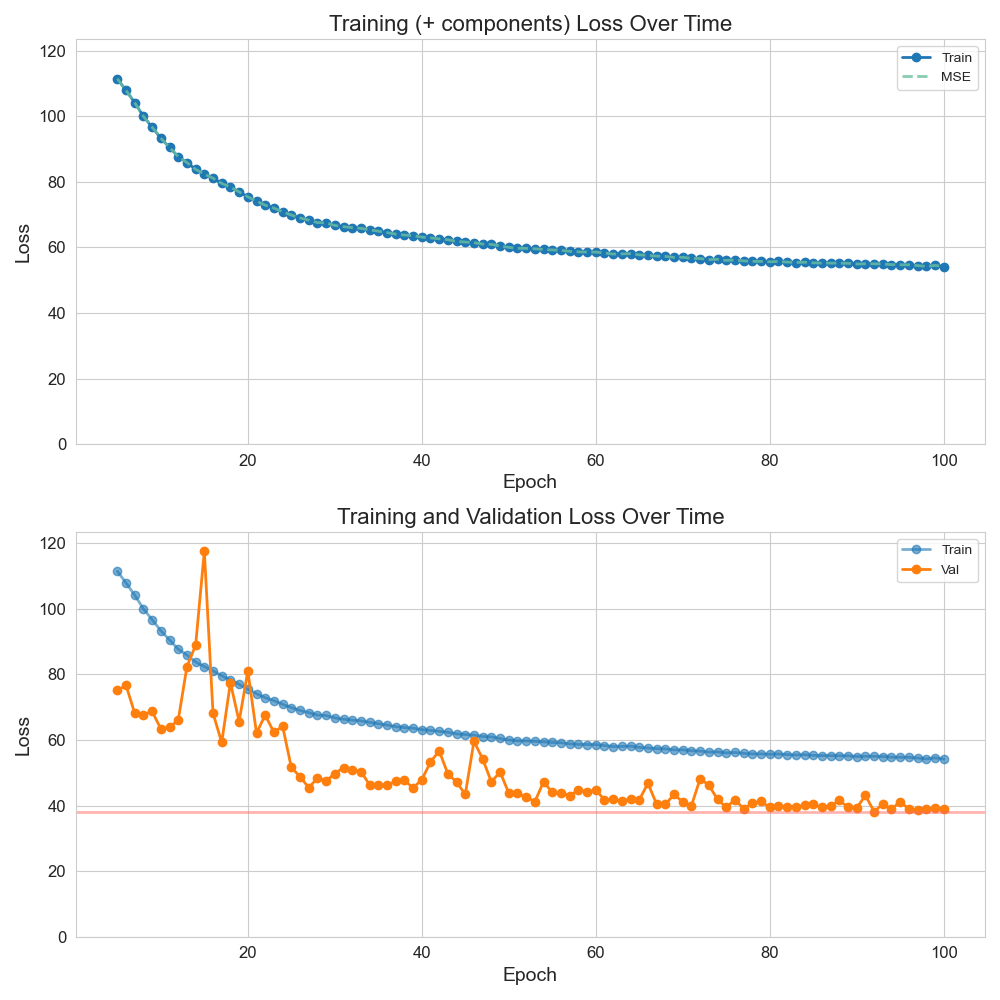 Training (+ components) Loss Over Time
120
100
80
60
40
20
0
Loss
Train
MSE
20 40 60 80 100
Epoch
Training and Validation Loss Over Time
120
100
80
60
40
20
0
Loss
Train
Val
20 40 60 80 100
Epoch